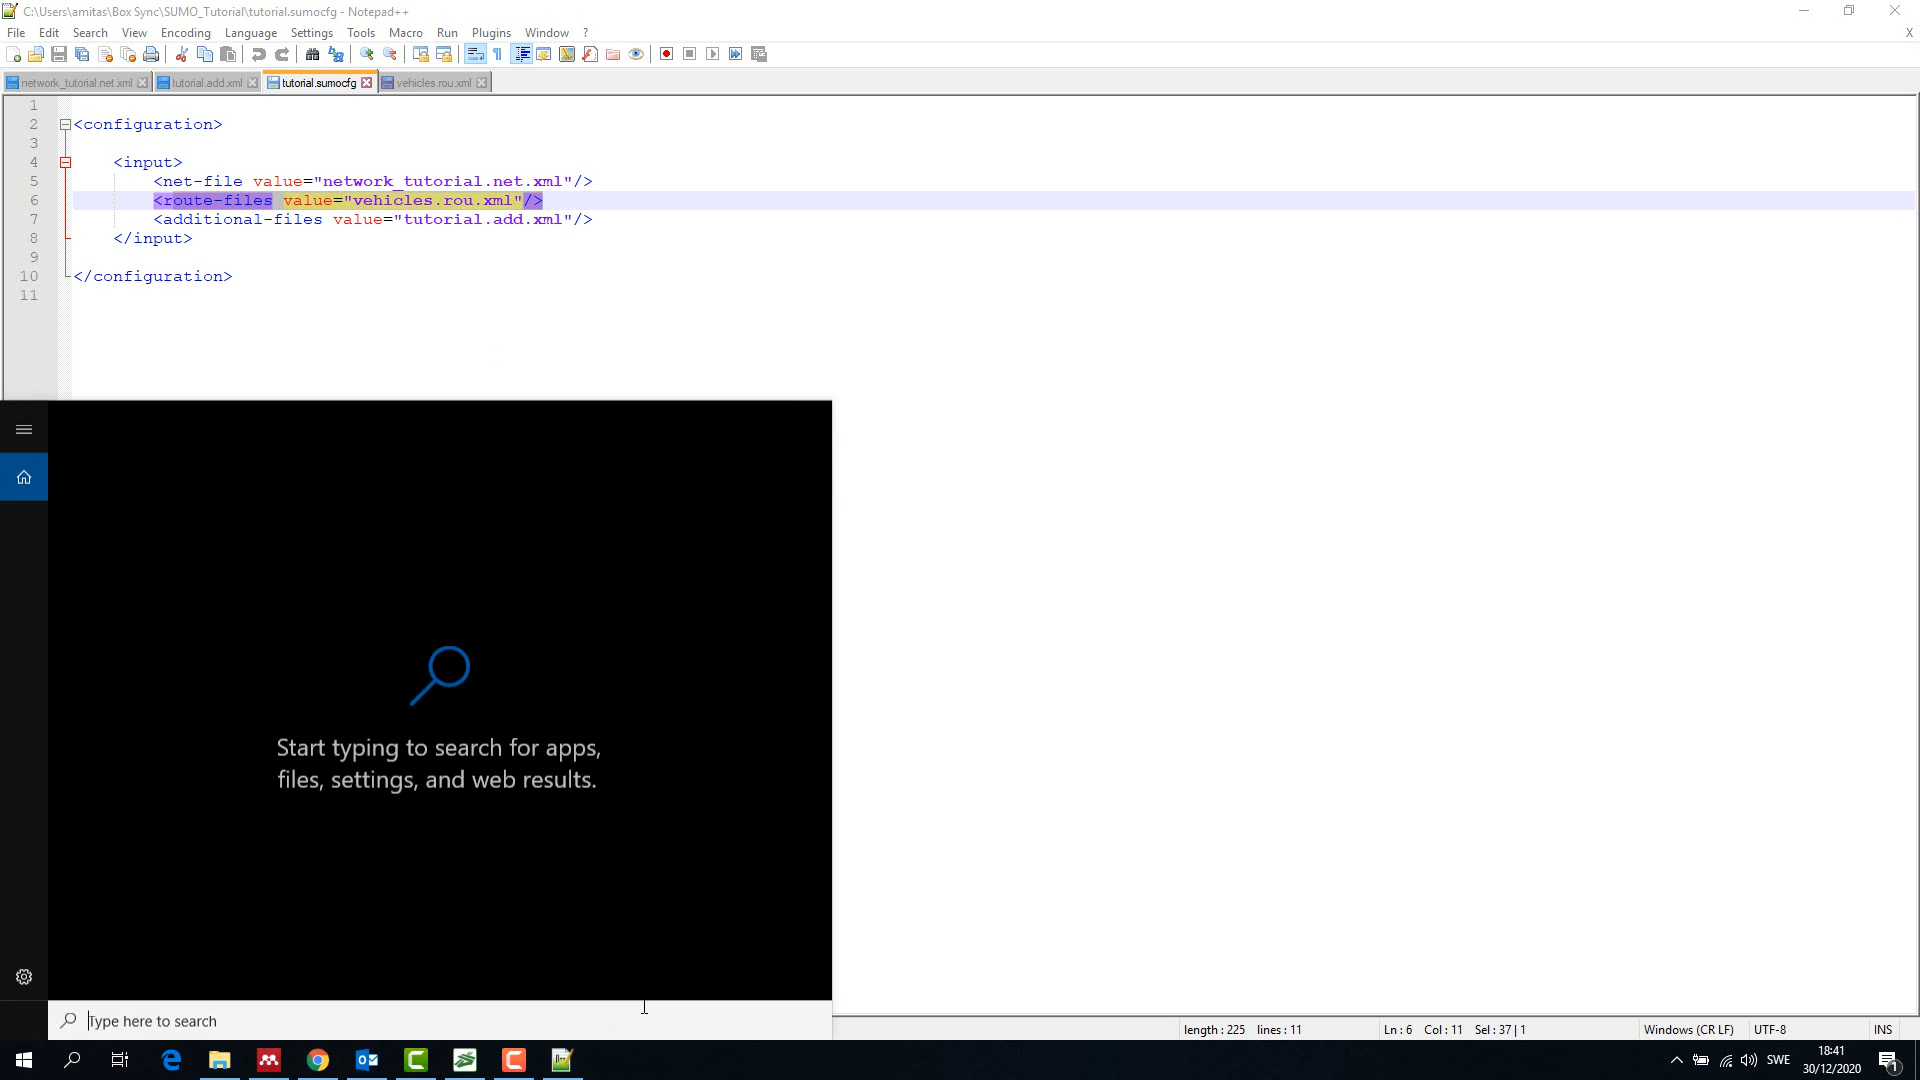 C:\Users\amitas\Box Sync\SUMO_Tutorial\tutorial.sumocfg - Notepad++
File Edit Search View Encoding Language Settings Tools Macro Run Plugins Window ? X
network_tutorial.net.xml tutorial.add.xml tutorial.sumocfg vehicles.rou.xml
1
2 <configuration>
3
4 <input>
5 <net-file value="network_tutorial.net.xml"/>
6 <route-files value="vehicles.rou.xml"/>
7 <additional-files value="tutorial.add.xml"/>
8 </input>
9
10 </configuration>
11
Start typing to search for apps,
files, settings, and web results.
Type here to search
length : 225 lines : 11 Ln : 6 Col : 11 Sel : 37 | 1 Windows (CR LF) UTF-8 INS
SWE 18:41
30/12/2020 1